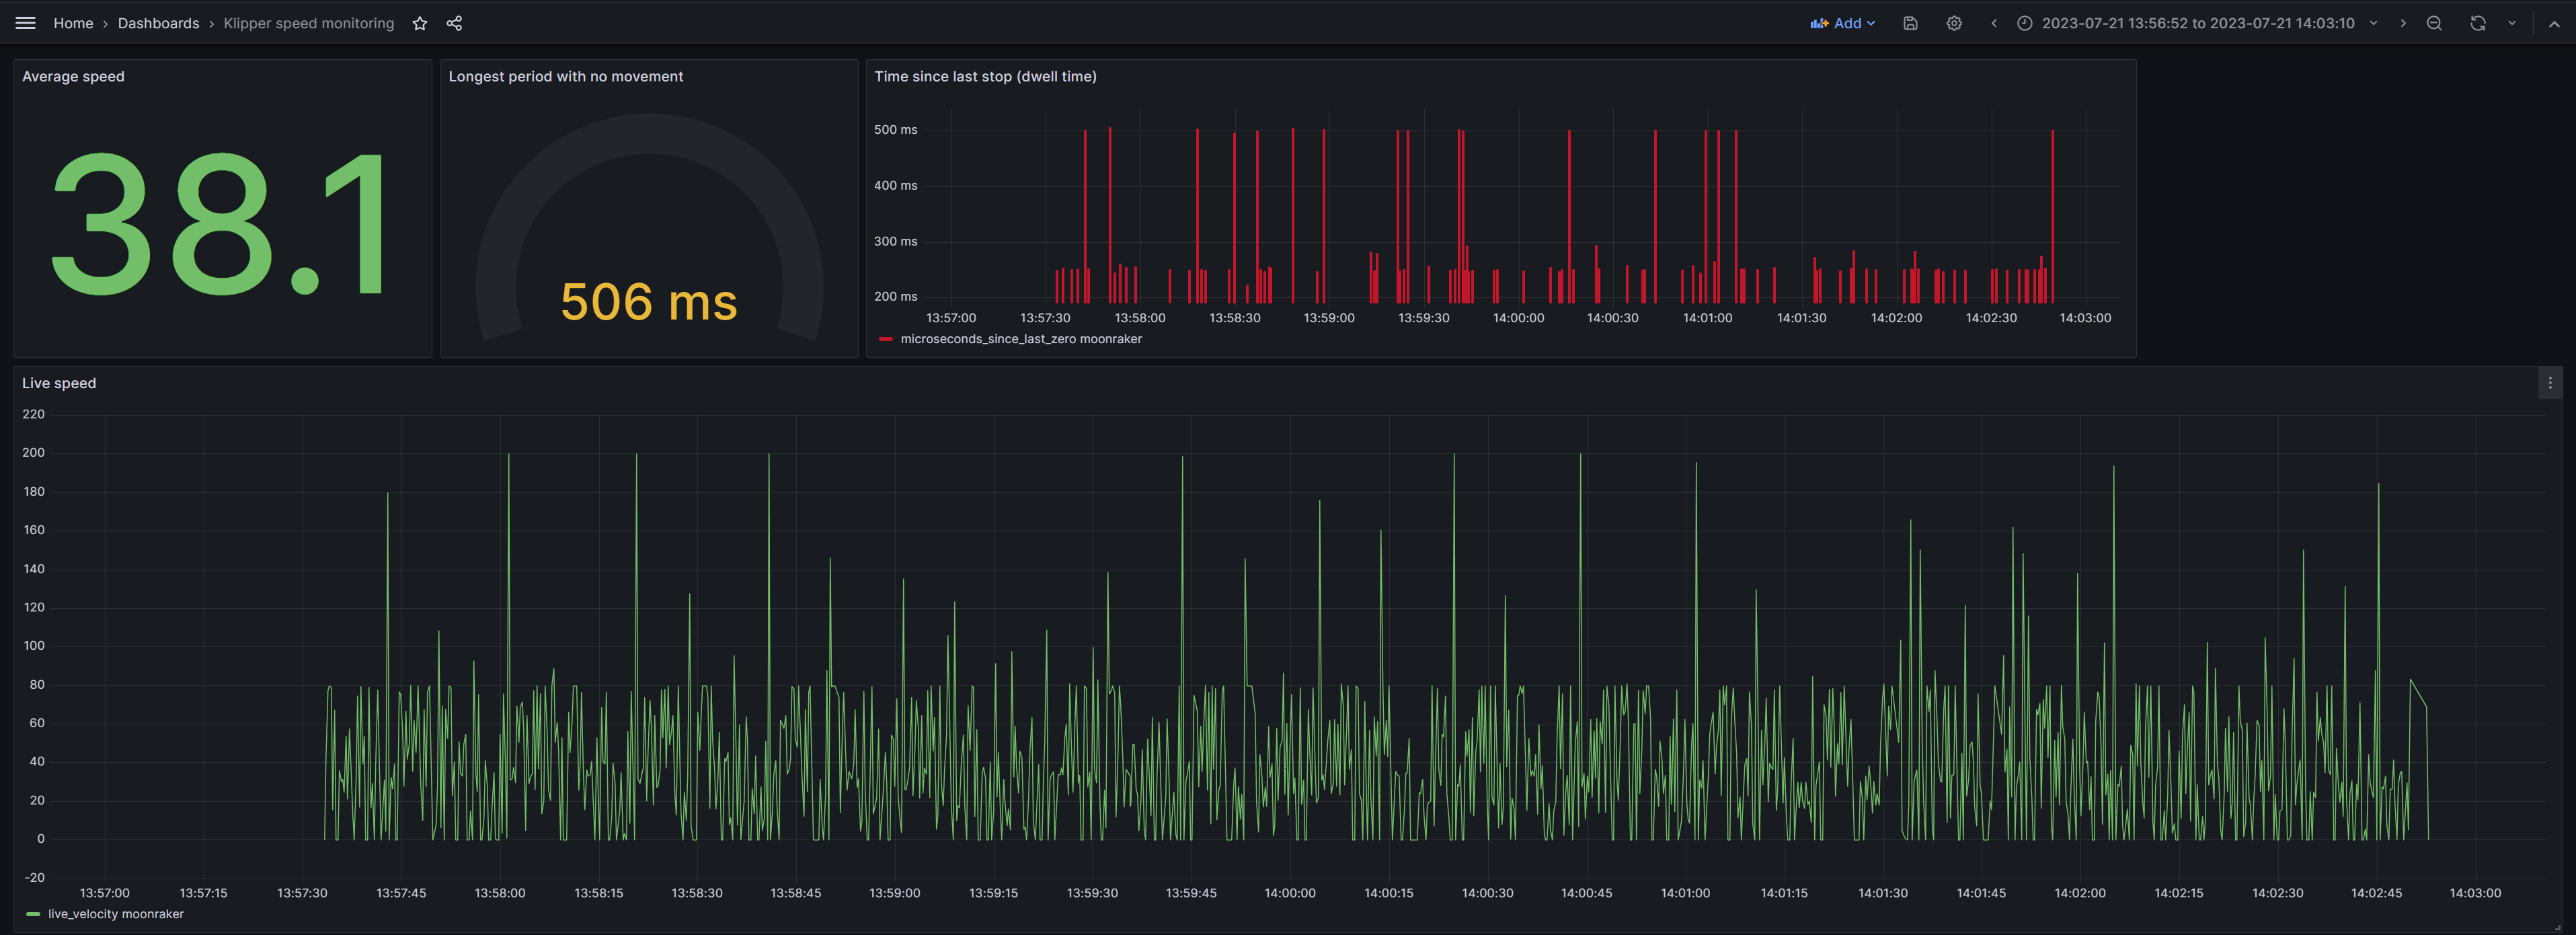 Home › Dashboards › Klipper speed monitoring
Add
2023-07-21 13:56:52 to 2023-07-21 14:03:10
Average speed
38.1
Longest period with no movement
506 ms
Time since last stop (dwell time)
500 ms
400 ms
300 ms
200 ms
13:57:00 13:57:30 13:58:00 13:58:30 13:59:00 13:59:30 14:00:00 14:00:30 14:01:00 14:01:30 14:02:00 14:02:30 14:03:00
microseconds_since_last_zero moonraker
Live speed
220
200
180
160
140
120
100
80
60
40
20
0
-20
13:57:00 13:57:15 13:57:30 13:57:45 13:58:00 13:58:15 13:58:30 13:58:45 13:59:00 13:59:15 13:59:30 13:59:45 14:00:00 14:00:15 14:00:30 14:00:45 14:01:00 14:01:15 14:01:30 14:01:45 14:02:00 14:02:15 14:02:30 14:02:45 14:03:00
live_velocity moonraker